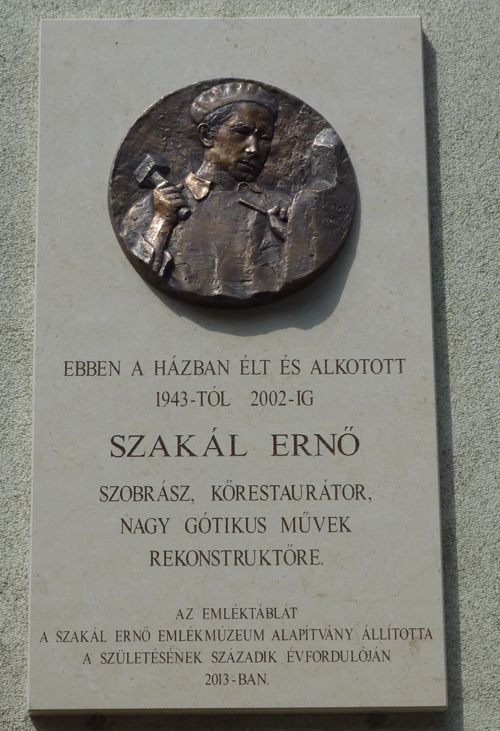 EBBEN A HÁZBAN ÉLT ÉS ALKOTOTT
1943-TÓL 2002-IG
SZAKÁL ERNŐ
SZOBRÁSZ, KŐRESTAURÁTOR,
NAGY GÓTIKUS MŰVEK
REKONSTRUKTŐRE.
AZ EMLÉKTÁBLÁT
A SZAKÁL ERNŐ EMLÉKMÚZEUM ALAPÍTVÁNY ÁLLÍTOTTA
A SZÜLETÉSÉNEK SZÁZADIK ÉVFORDULÓJÁN
2013-BAN.